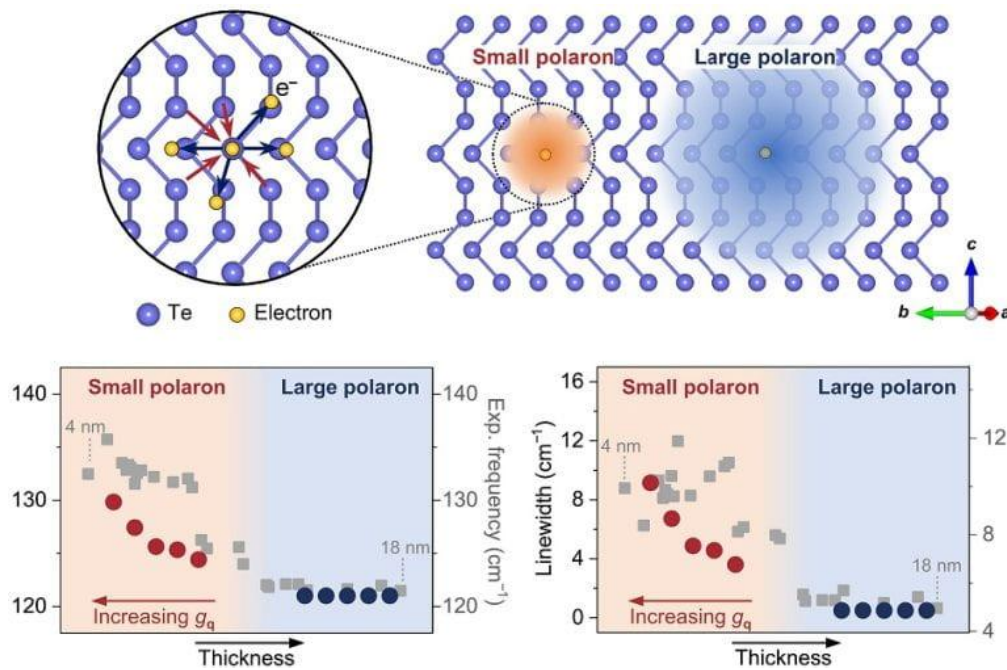 Small polaron
Large polaron
e⁻
c
b
a
Te
Electron
140
130
120
Small polaron
Large polaron
4 nm
18 nm
Increasing g_q
Thickness
140
130
120
Exp. frequency (cm⁻¹)
Linewidth (cm⁻¹)
16
12
8
4
0
Small polaron
Large polaron
4 nm
18 nm
Increasing g_q
Thickness
12
8
4